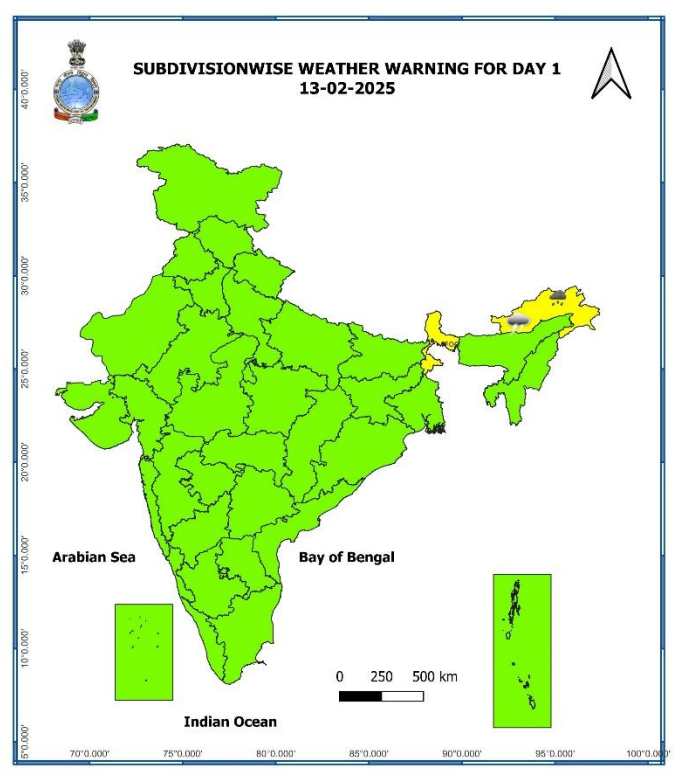 SUBDIVISIONWISE WEATHER WARNING FOR DAY 1
13-02-2025
40°0.000'
35°0.000'
30°0.000'
25°0.000'
20°0.000'
15°0.000'
10°0.000'
5°0.000'
FOG
Arabian Sea
Bay of Bengal
0 250 500 km
Indian Ocean
70°0.000' 75°0.000' 80°0.000' 85°0.000' 90°0.000' 95°0.000' 100°0.000'